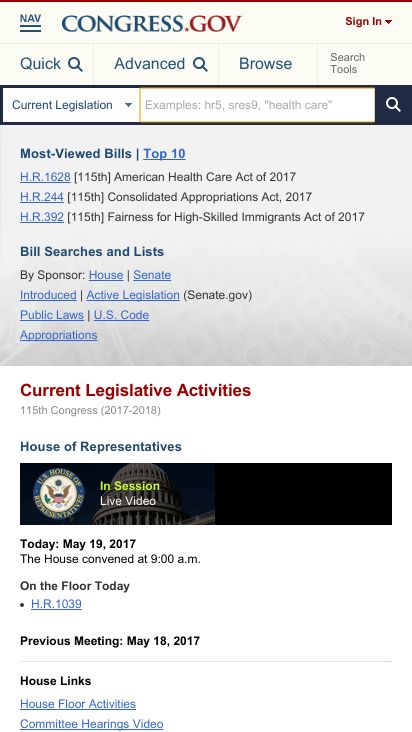 NAV
CONGRESS.GOV
Sign In
Quick
Advanced
Browse
Search
Tools
Current Legislation
Examples: hr5, sres9, "health care"
Most-Viewed Bills | Top 10
H.R.1628 [115th] American Health Care Act of 2017
H.R.244 [115th] Consolidated Appropriations Act, 2017
H.R.392 [115th] Fairness for High-Skilled Immigrants Act of 2017
Bill Searches and Lists
By Sponsor: House | Senate
Introduced | Active Legislation (Senate.gov)
Public Laws | U.S. Code
Appropriations
Current Legislative Activities
115th Congress (2017-2018)
House of Representatives
U.S. HOUSE OF
REPRESENTATIVES
In Session
Live Video
Today: May 19, 2017
The House convened at 9:00 a.m.
On the Floor Today
• H.R.1039
Previous Meeting: May 18, 2017
House Links
House Floor Activities
Committee Hearings Video